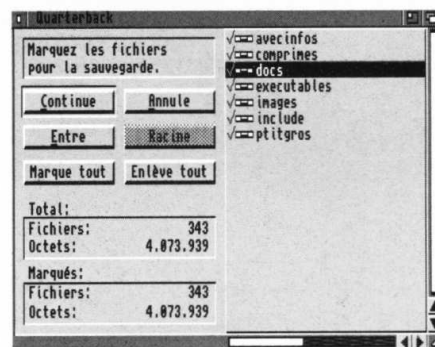 Quarterback
Marquez les fichiers
pour la sauvegarde.
Continue
Annule
Entre
Racine
Marque tout
Enlève tout
Total:
Fichiers: 343
Octets: 4.073.939
Marqués:
Fichiers: 343
Octets: 4.073.939
avecinfos
comprimes
docs
executables
images
include
ptitgros